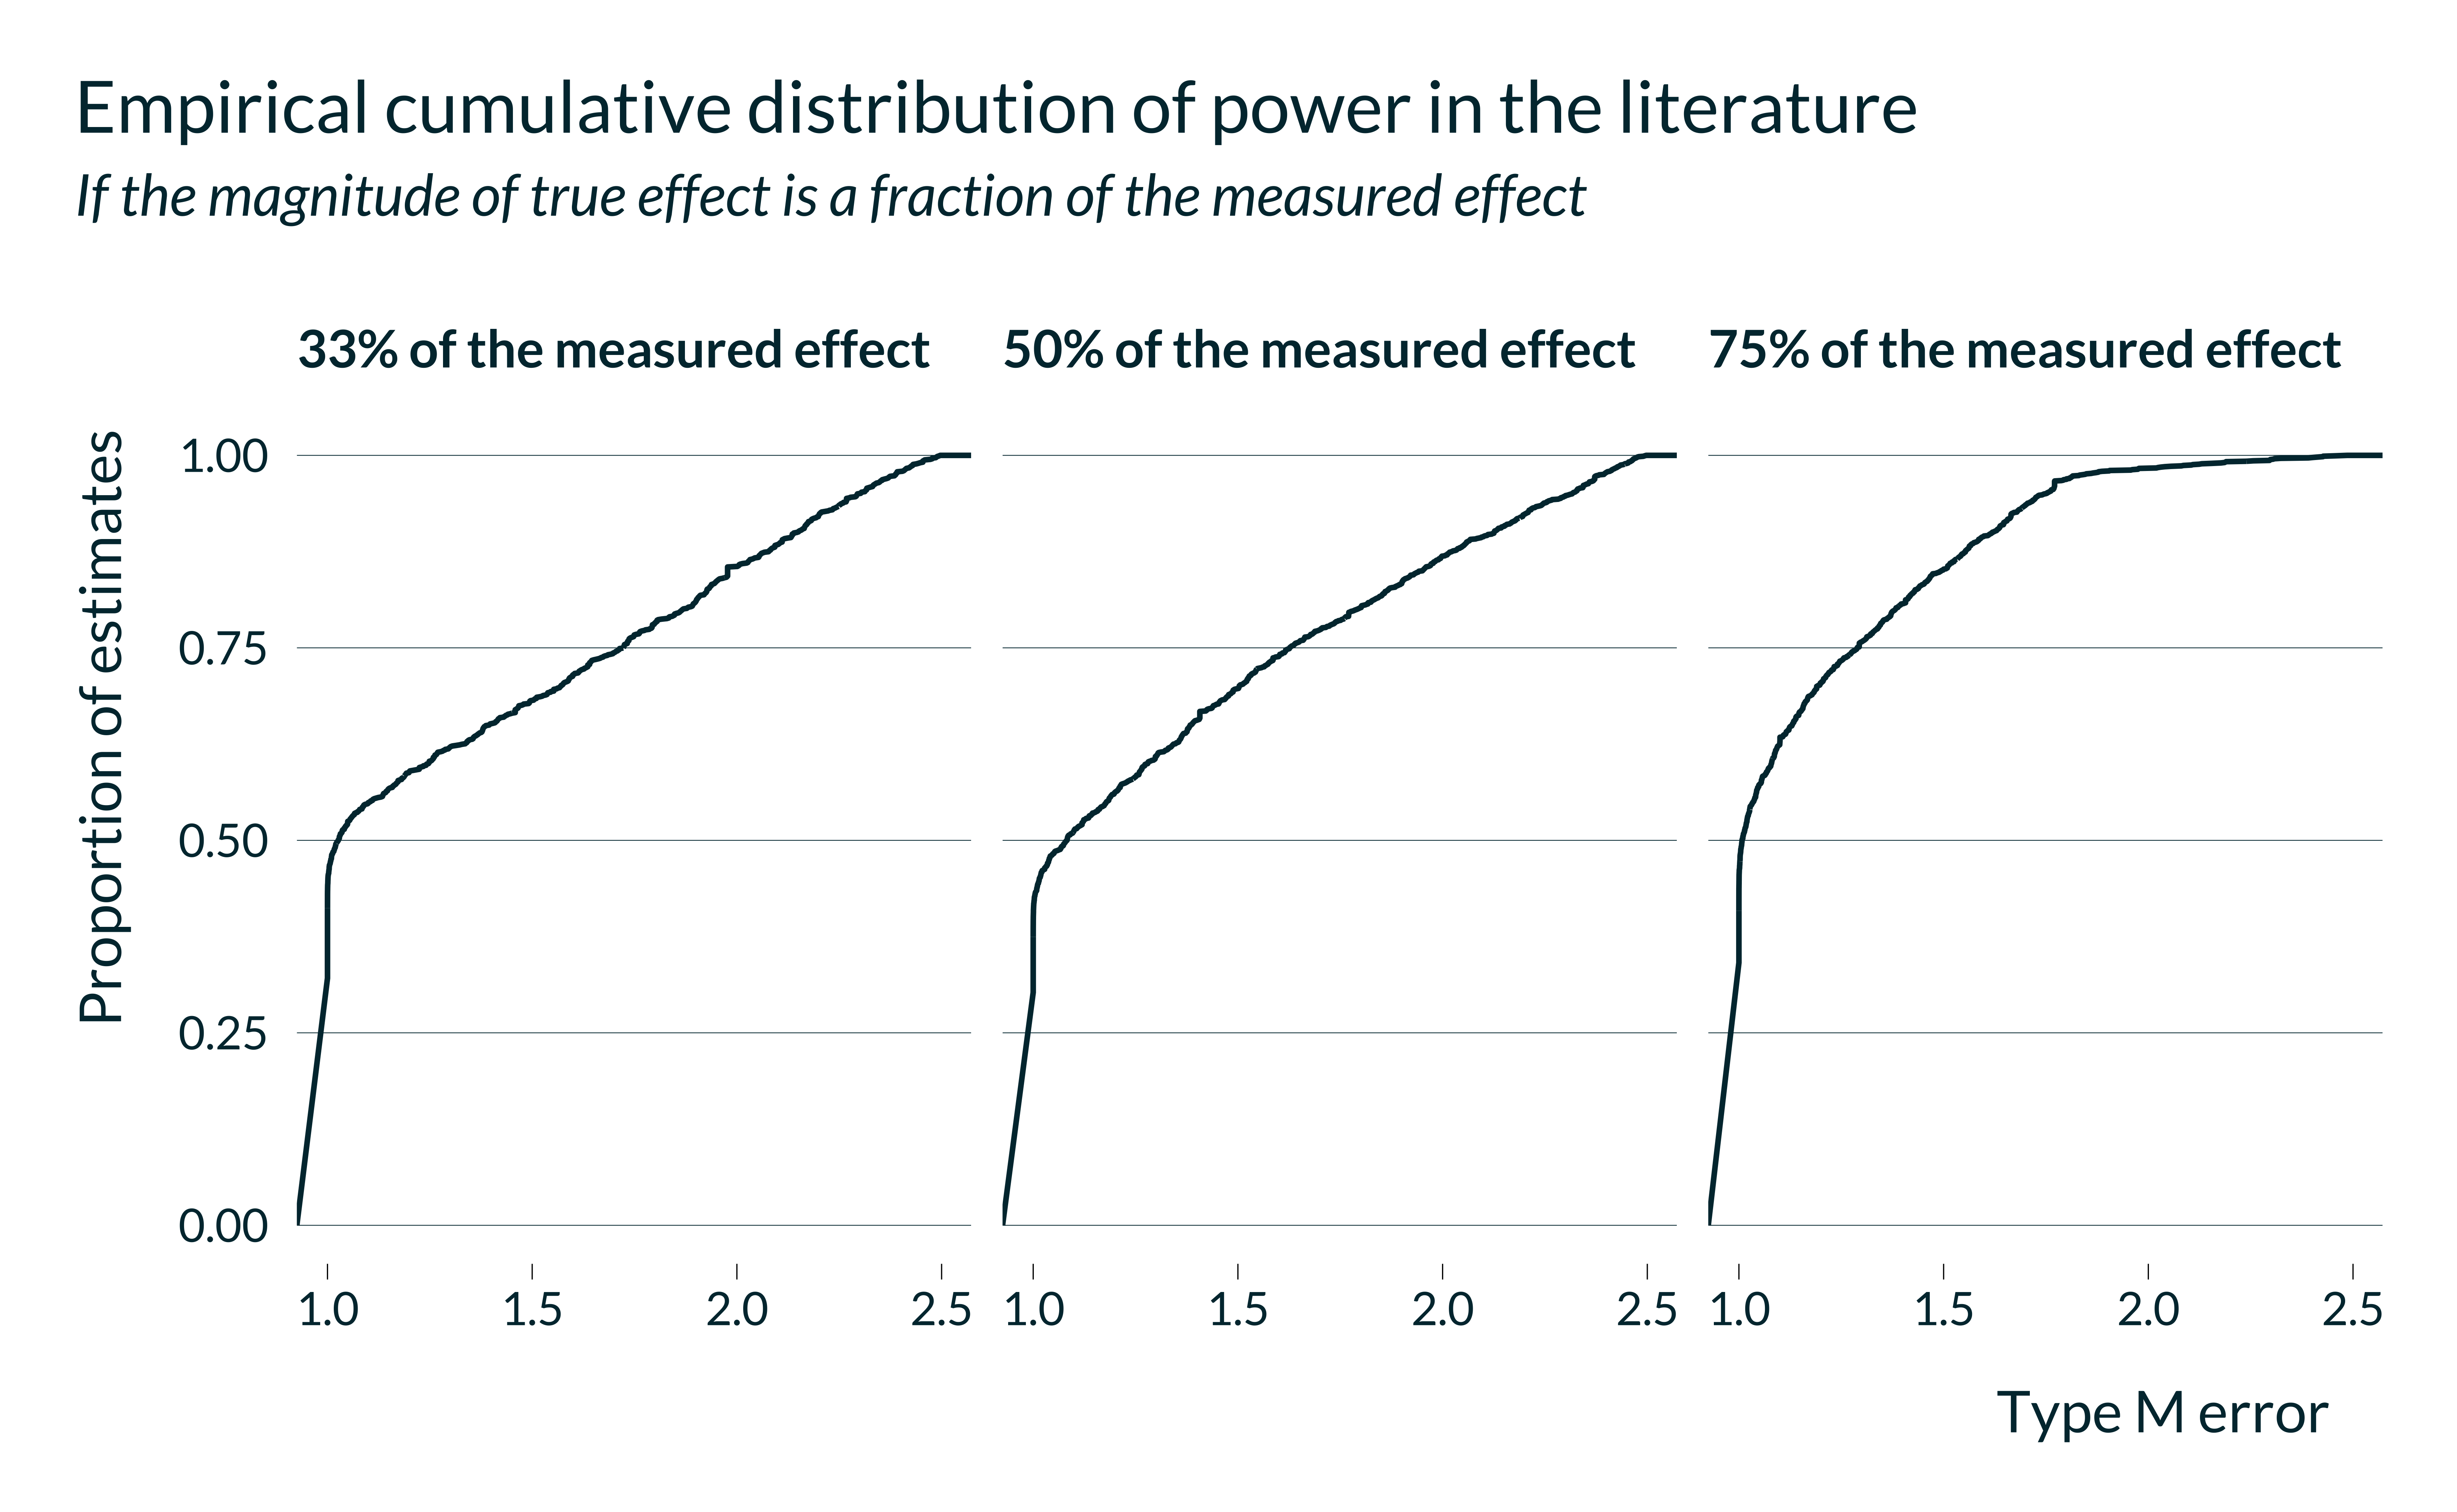 Empirical cumulative distribution of power in the literature
If the magnitude of true effect is a fraction of the measured effect
33% of the measured effect
50% of the measured effect
75% of the measured effect
Proportion of estimates
1.00
0.75
0.50
0.25
0.00
1.0 1.5 2.0 2.5
1.0 1.5 2.0 2.5
1.0 1.5 2.0 2.5
Type M error